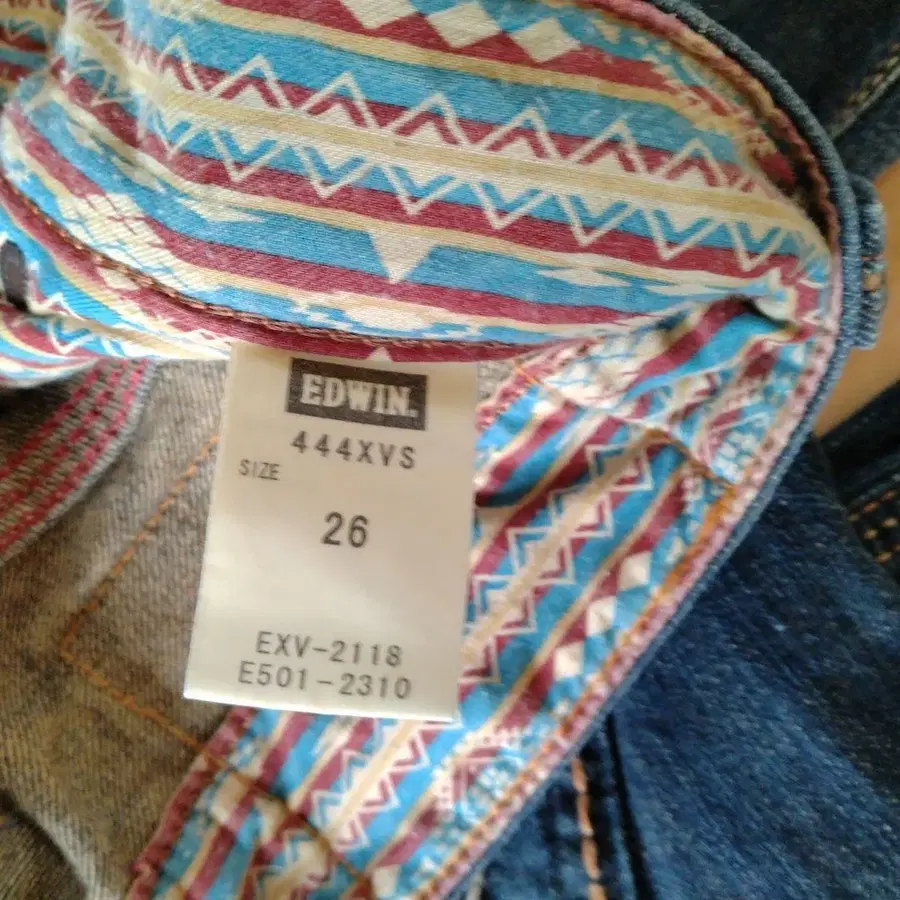 EDWIN.
444XVS
SIZE
26
EXV-2118
E501-2310